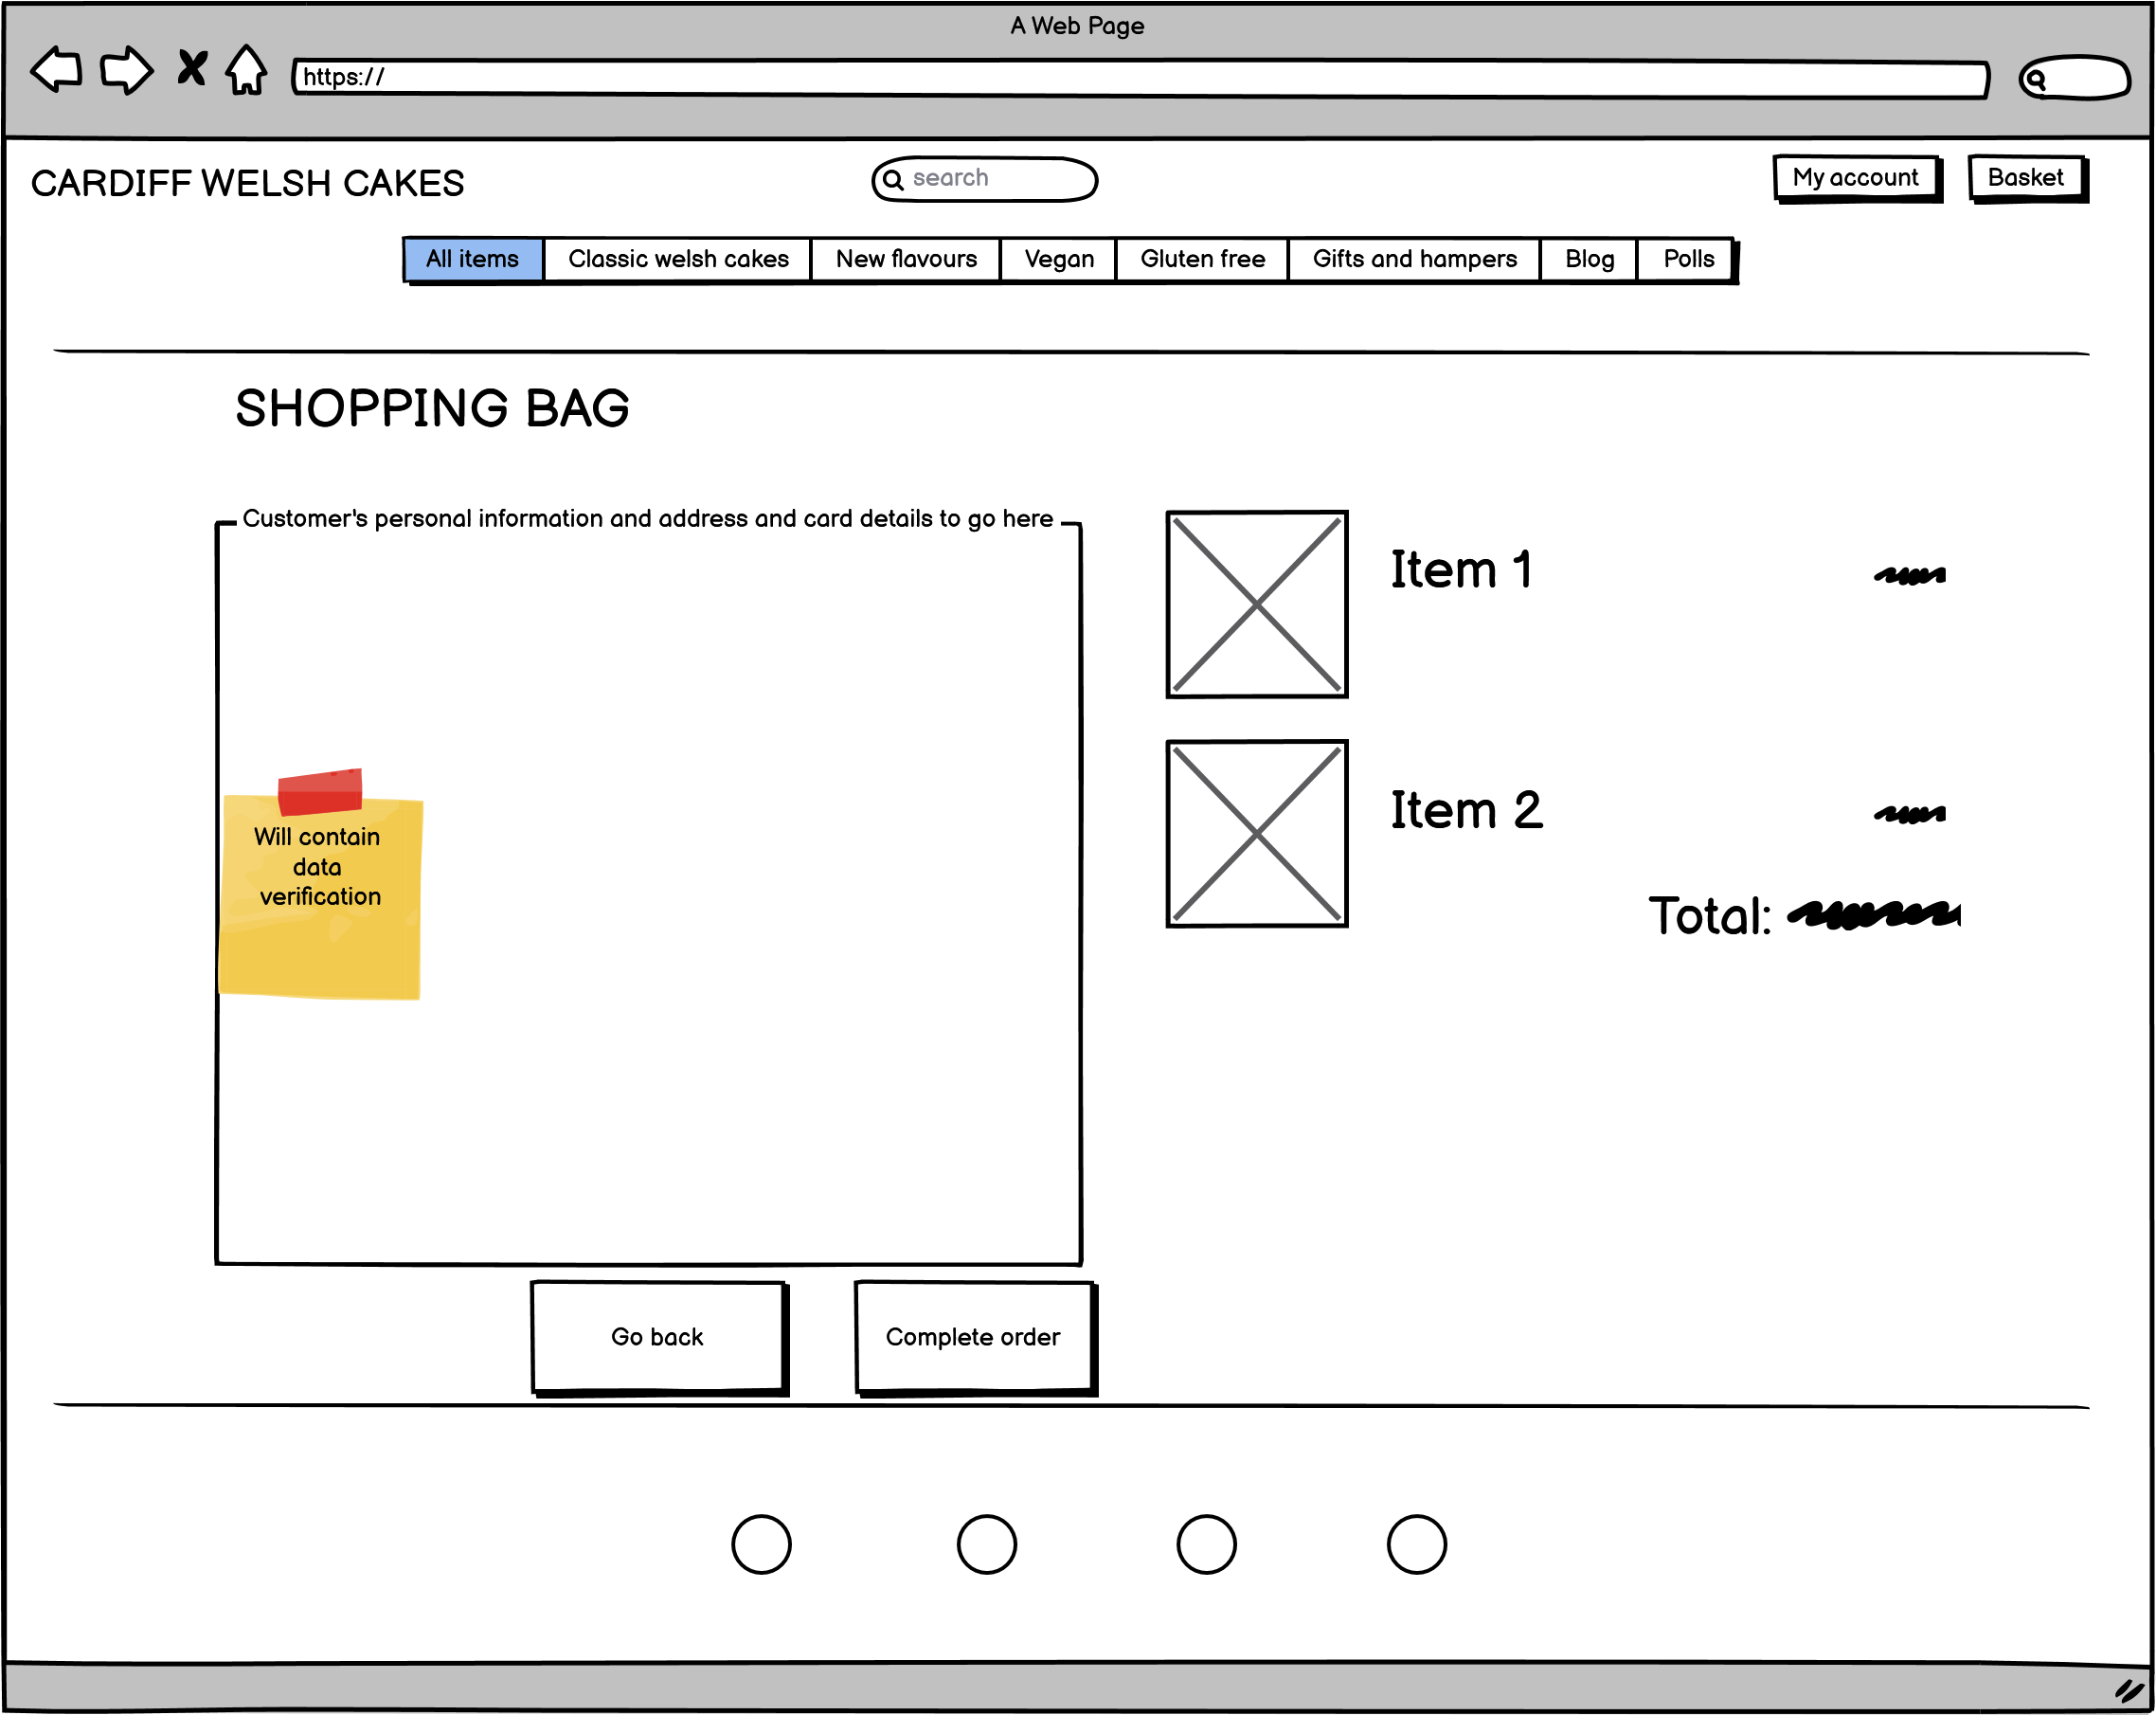 A Web Page
https://
CARDIFF WELSH CAKES
search
My account
Basket
All items
Classic welsh cakes
New flavours
Vegan
Gluten free
Gifts and hampers
Blog
Polls
SHOPPING BAG
Customer's personal information and address and card details to go here
Item 1
Will contain
data
verification
Item 2
Total:
Go back
Complete order